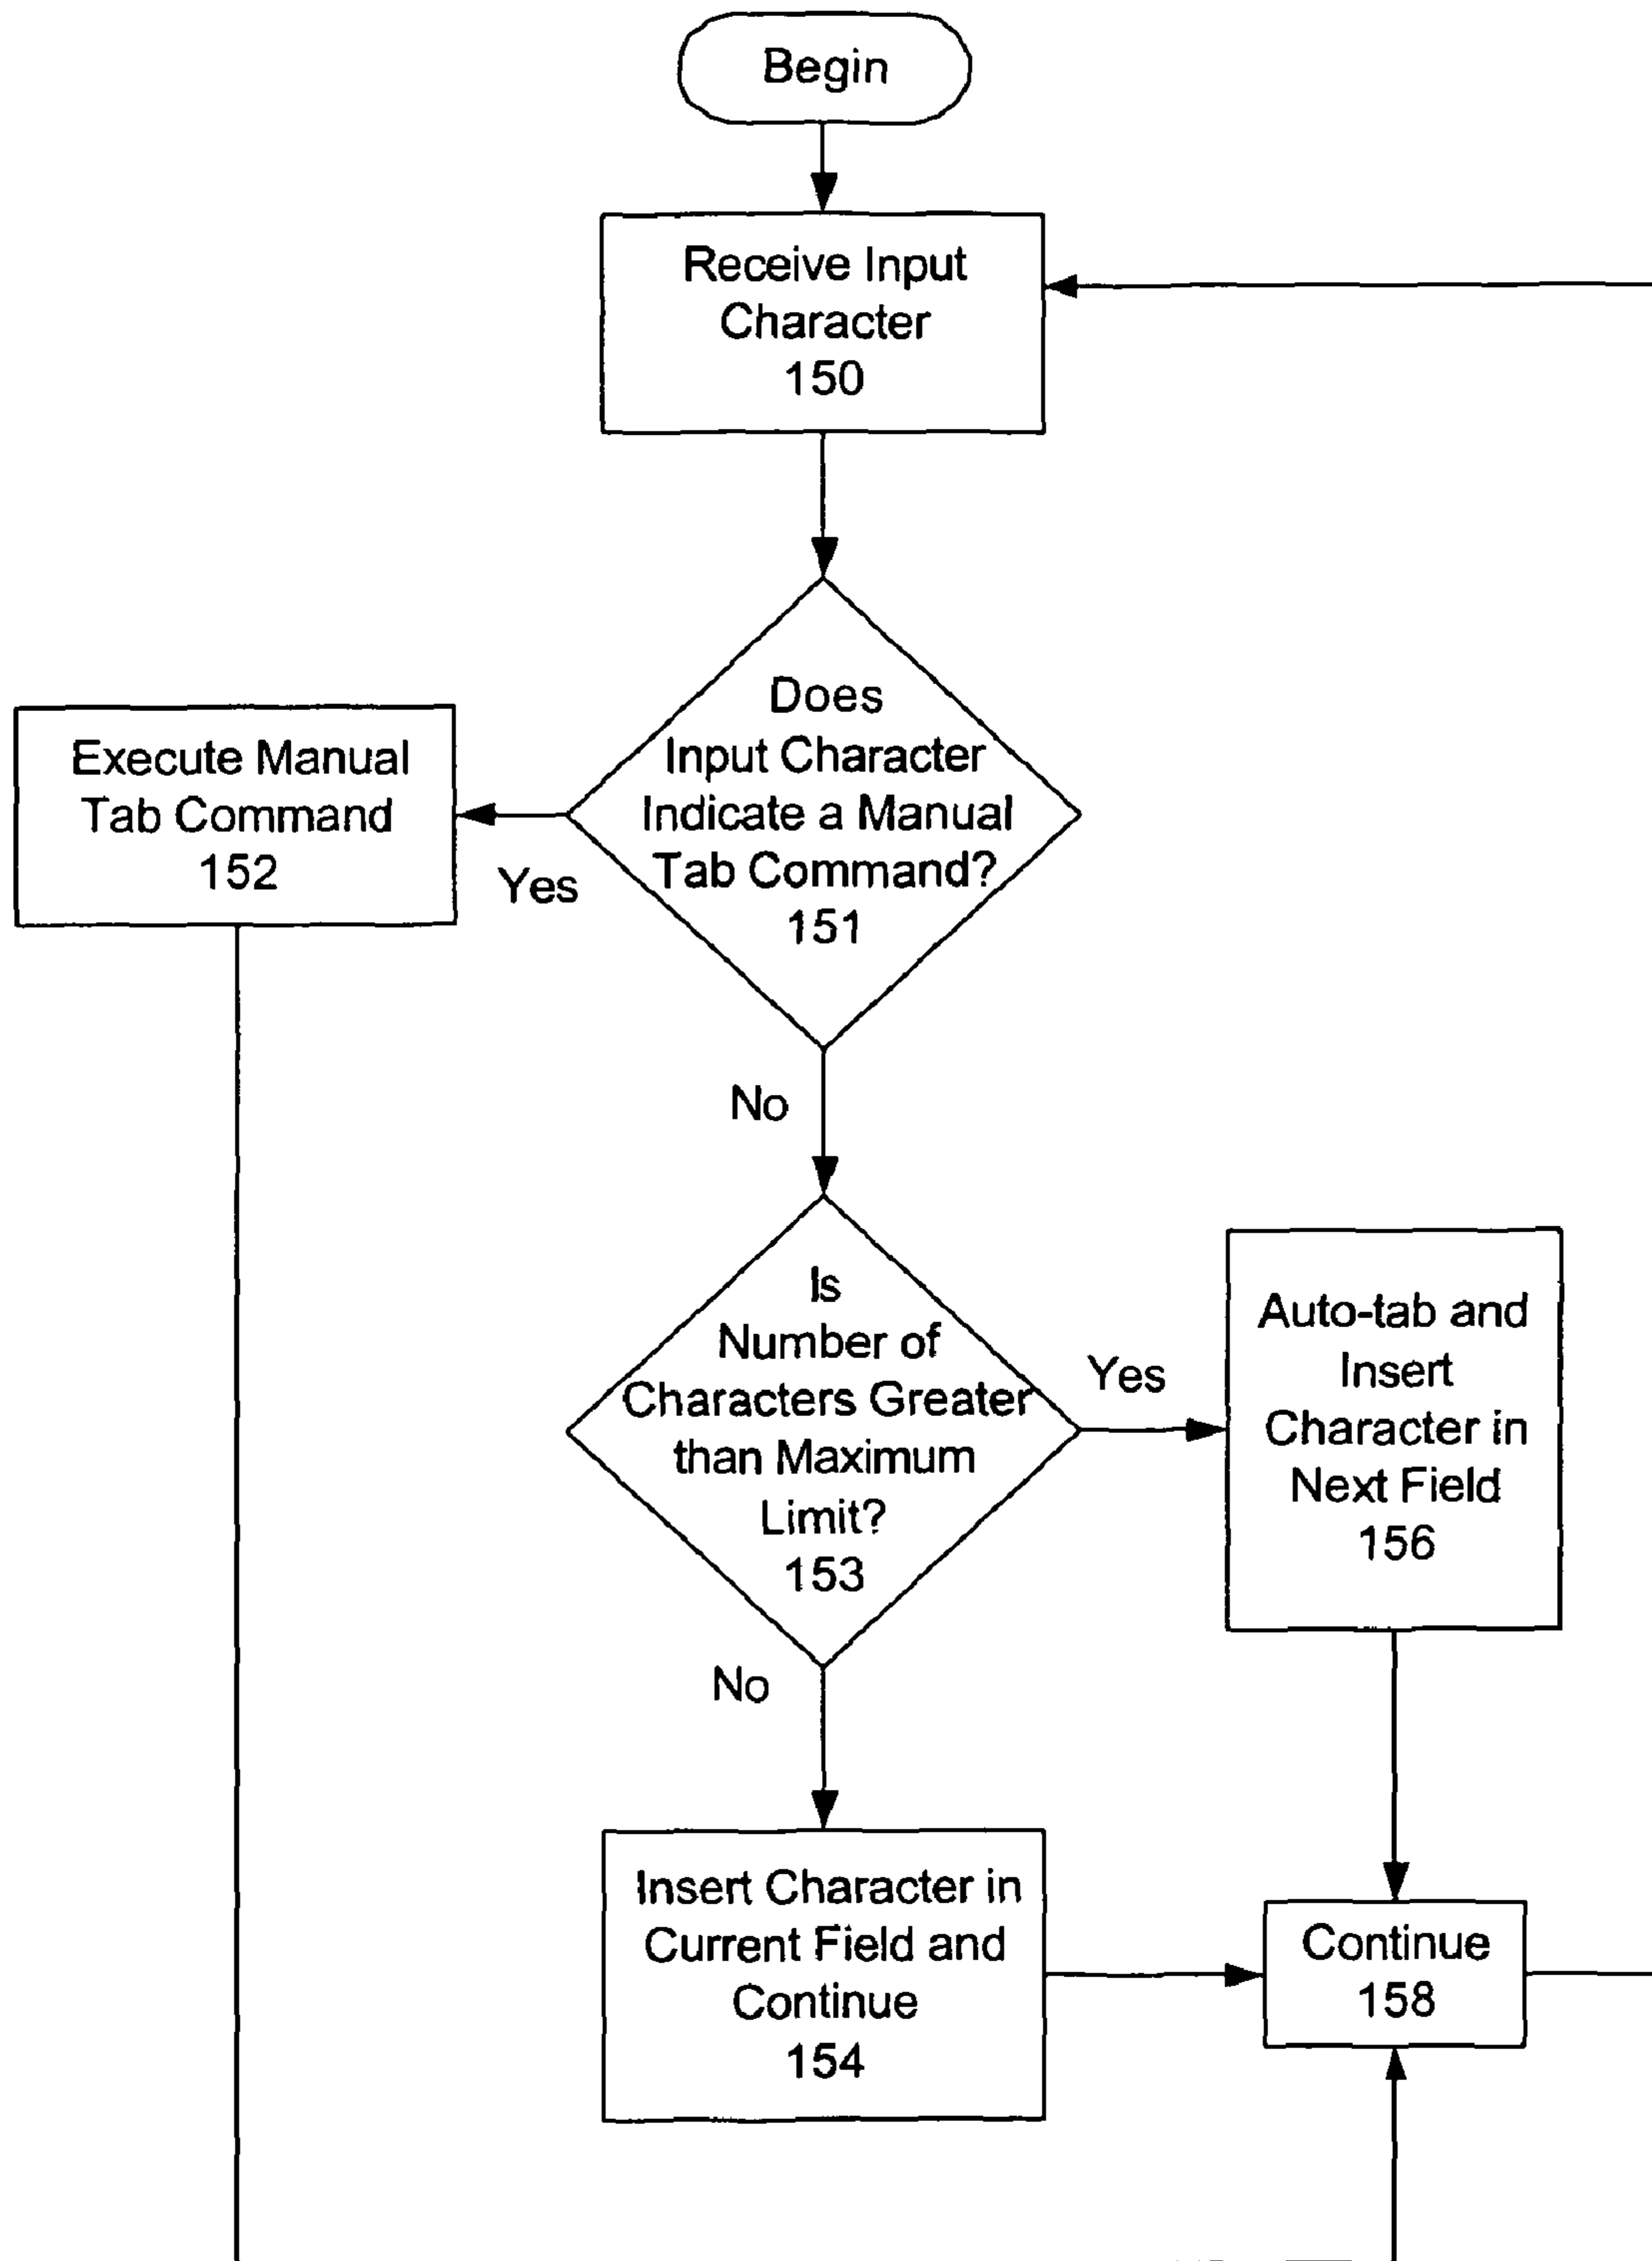 Begin
Receive Input
Character
150
Does
Input Character
Indicate a Manual
Tab Command?
151
Execute Manual
Tab Command
152
Yes
No
Is
Number of
Characters Greater
than Maximum
Limit?
153
Yes
Auto-tab and
Insert
Character in
Next Field
156
No
Insert Character in
Current Field and
Continue
154
Continue
158